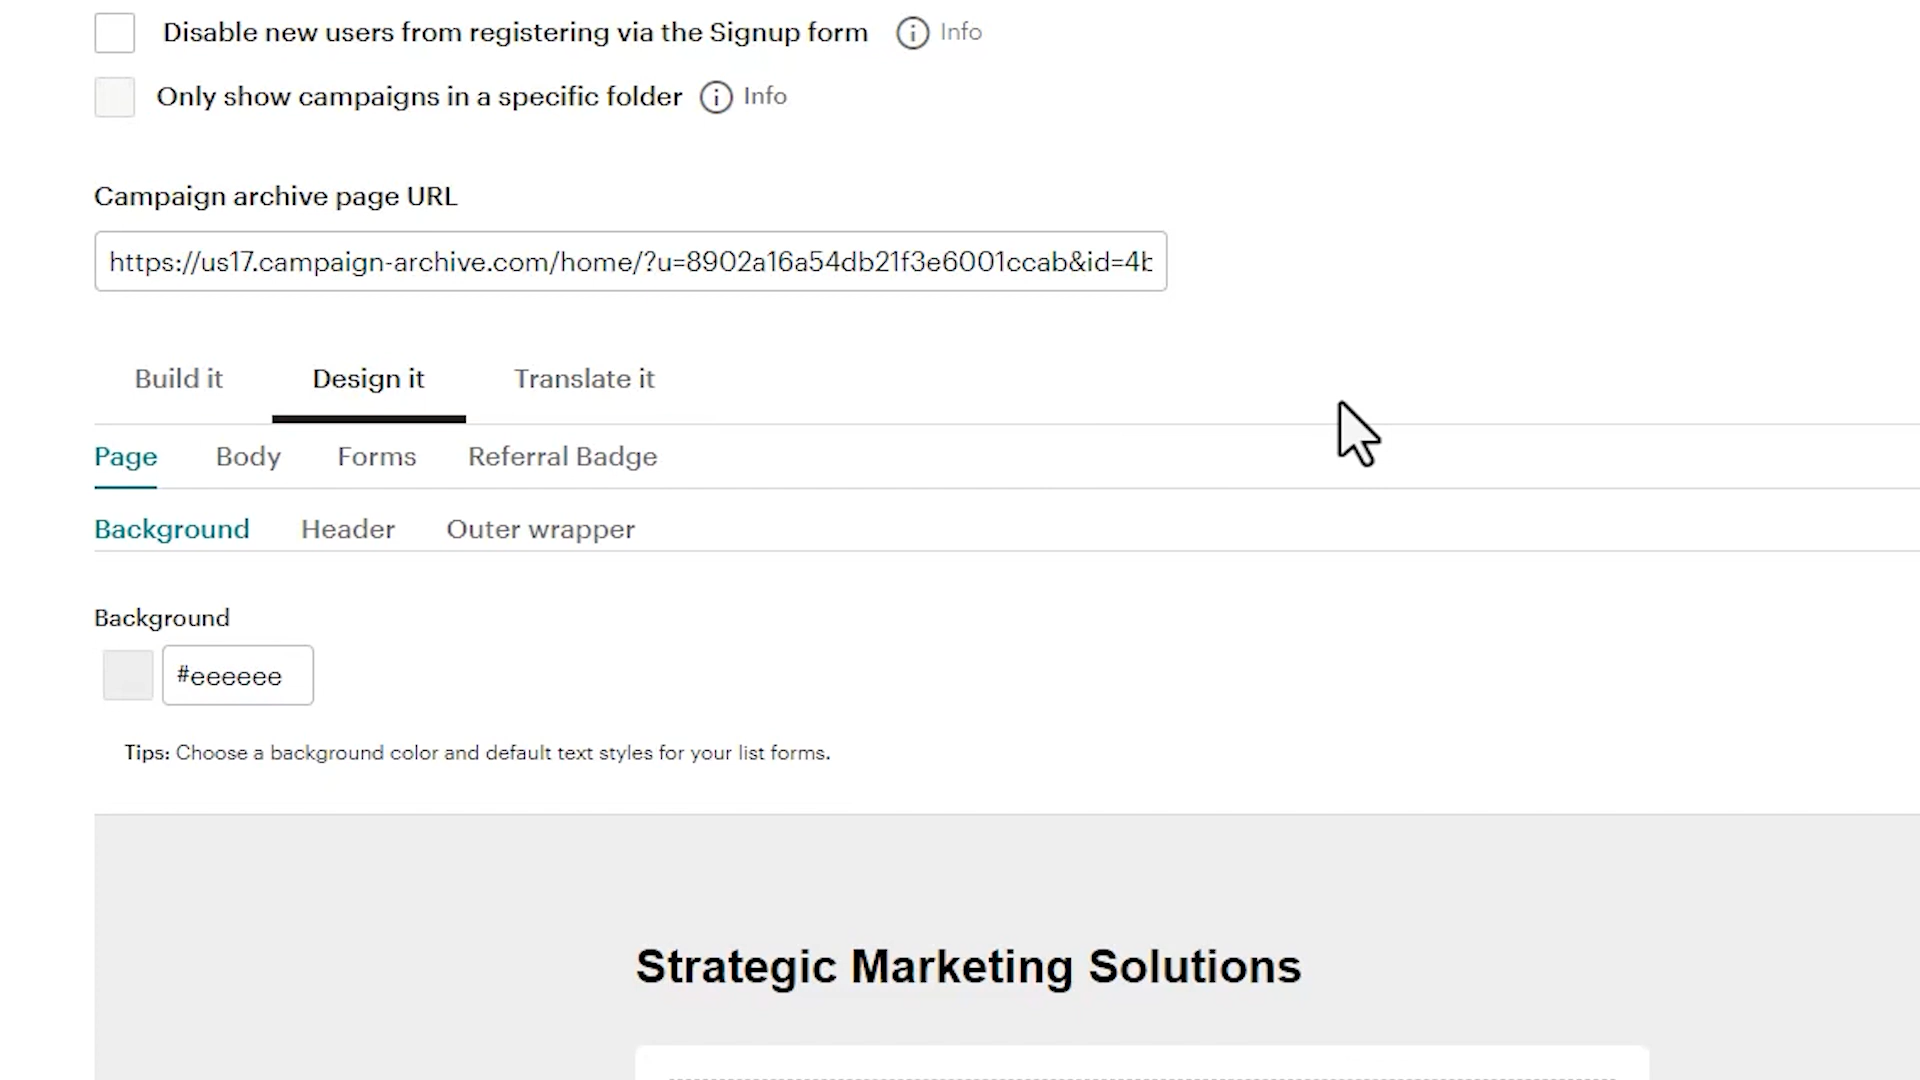 Disable new users from registering via the Signup form Info
Only show campaigns in a specific folder Info
Campaign archive page URL
https://us17.campaign-archive.com/home/?u=8902a16a54db21f3e6001ccab&id=4b
Build it Design it Translate it
Page Body Forms Referral Badge
Background Header Outer wrapper
Background
#eeeeee
Tips: Choose a background color and default text styles for your list forms.
Strategic Marketing Solutions